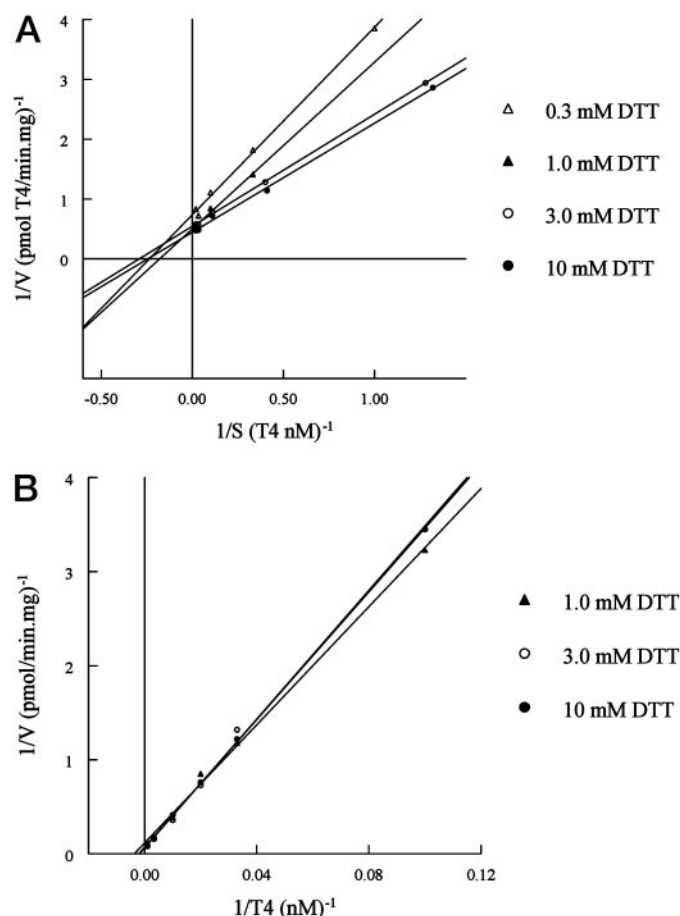 A
4
3
2
1
0
1/V (pmol T4/min.mg)-1
-0.50
0.00
0.50
1.00
1/S (T4 nM)-1
0.3 mM DTT
1.0 mM DTT
3.0 mM DTT
10 mM DTT
B
4
3
2
1
0
1/V (pmol/min.mg)-1
0.00
0.04
0.08
0.12
1/T4 (nM)-1
1.0 mM DTT
3.0 mM DTT
10 mM DTT